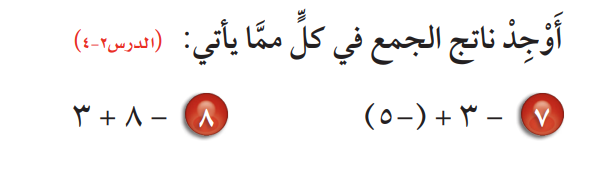 أَوْجِدْ ناتج الجمع في كلٍّ ممَّا يأتي: (الدرس٢-٤)
٧ – ٣ + (–٥) ٨ – ٨ + ٣